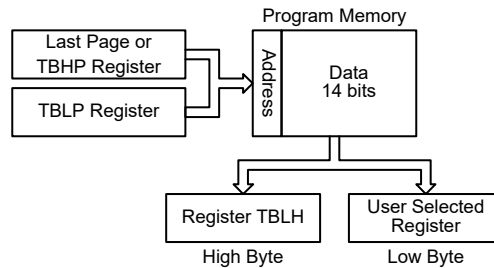 Program Memory
Last Page or
TBHP Register
TBLP Register
Address
Data
14 bits
Register TBLH
User Selected
Register
High Byte
Low Byte